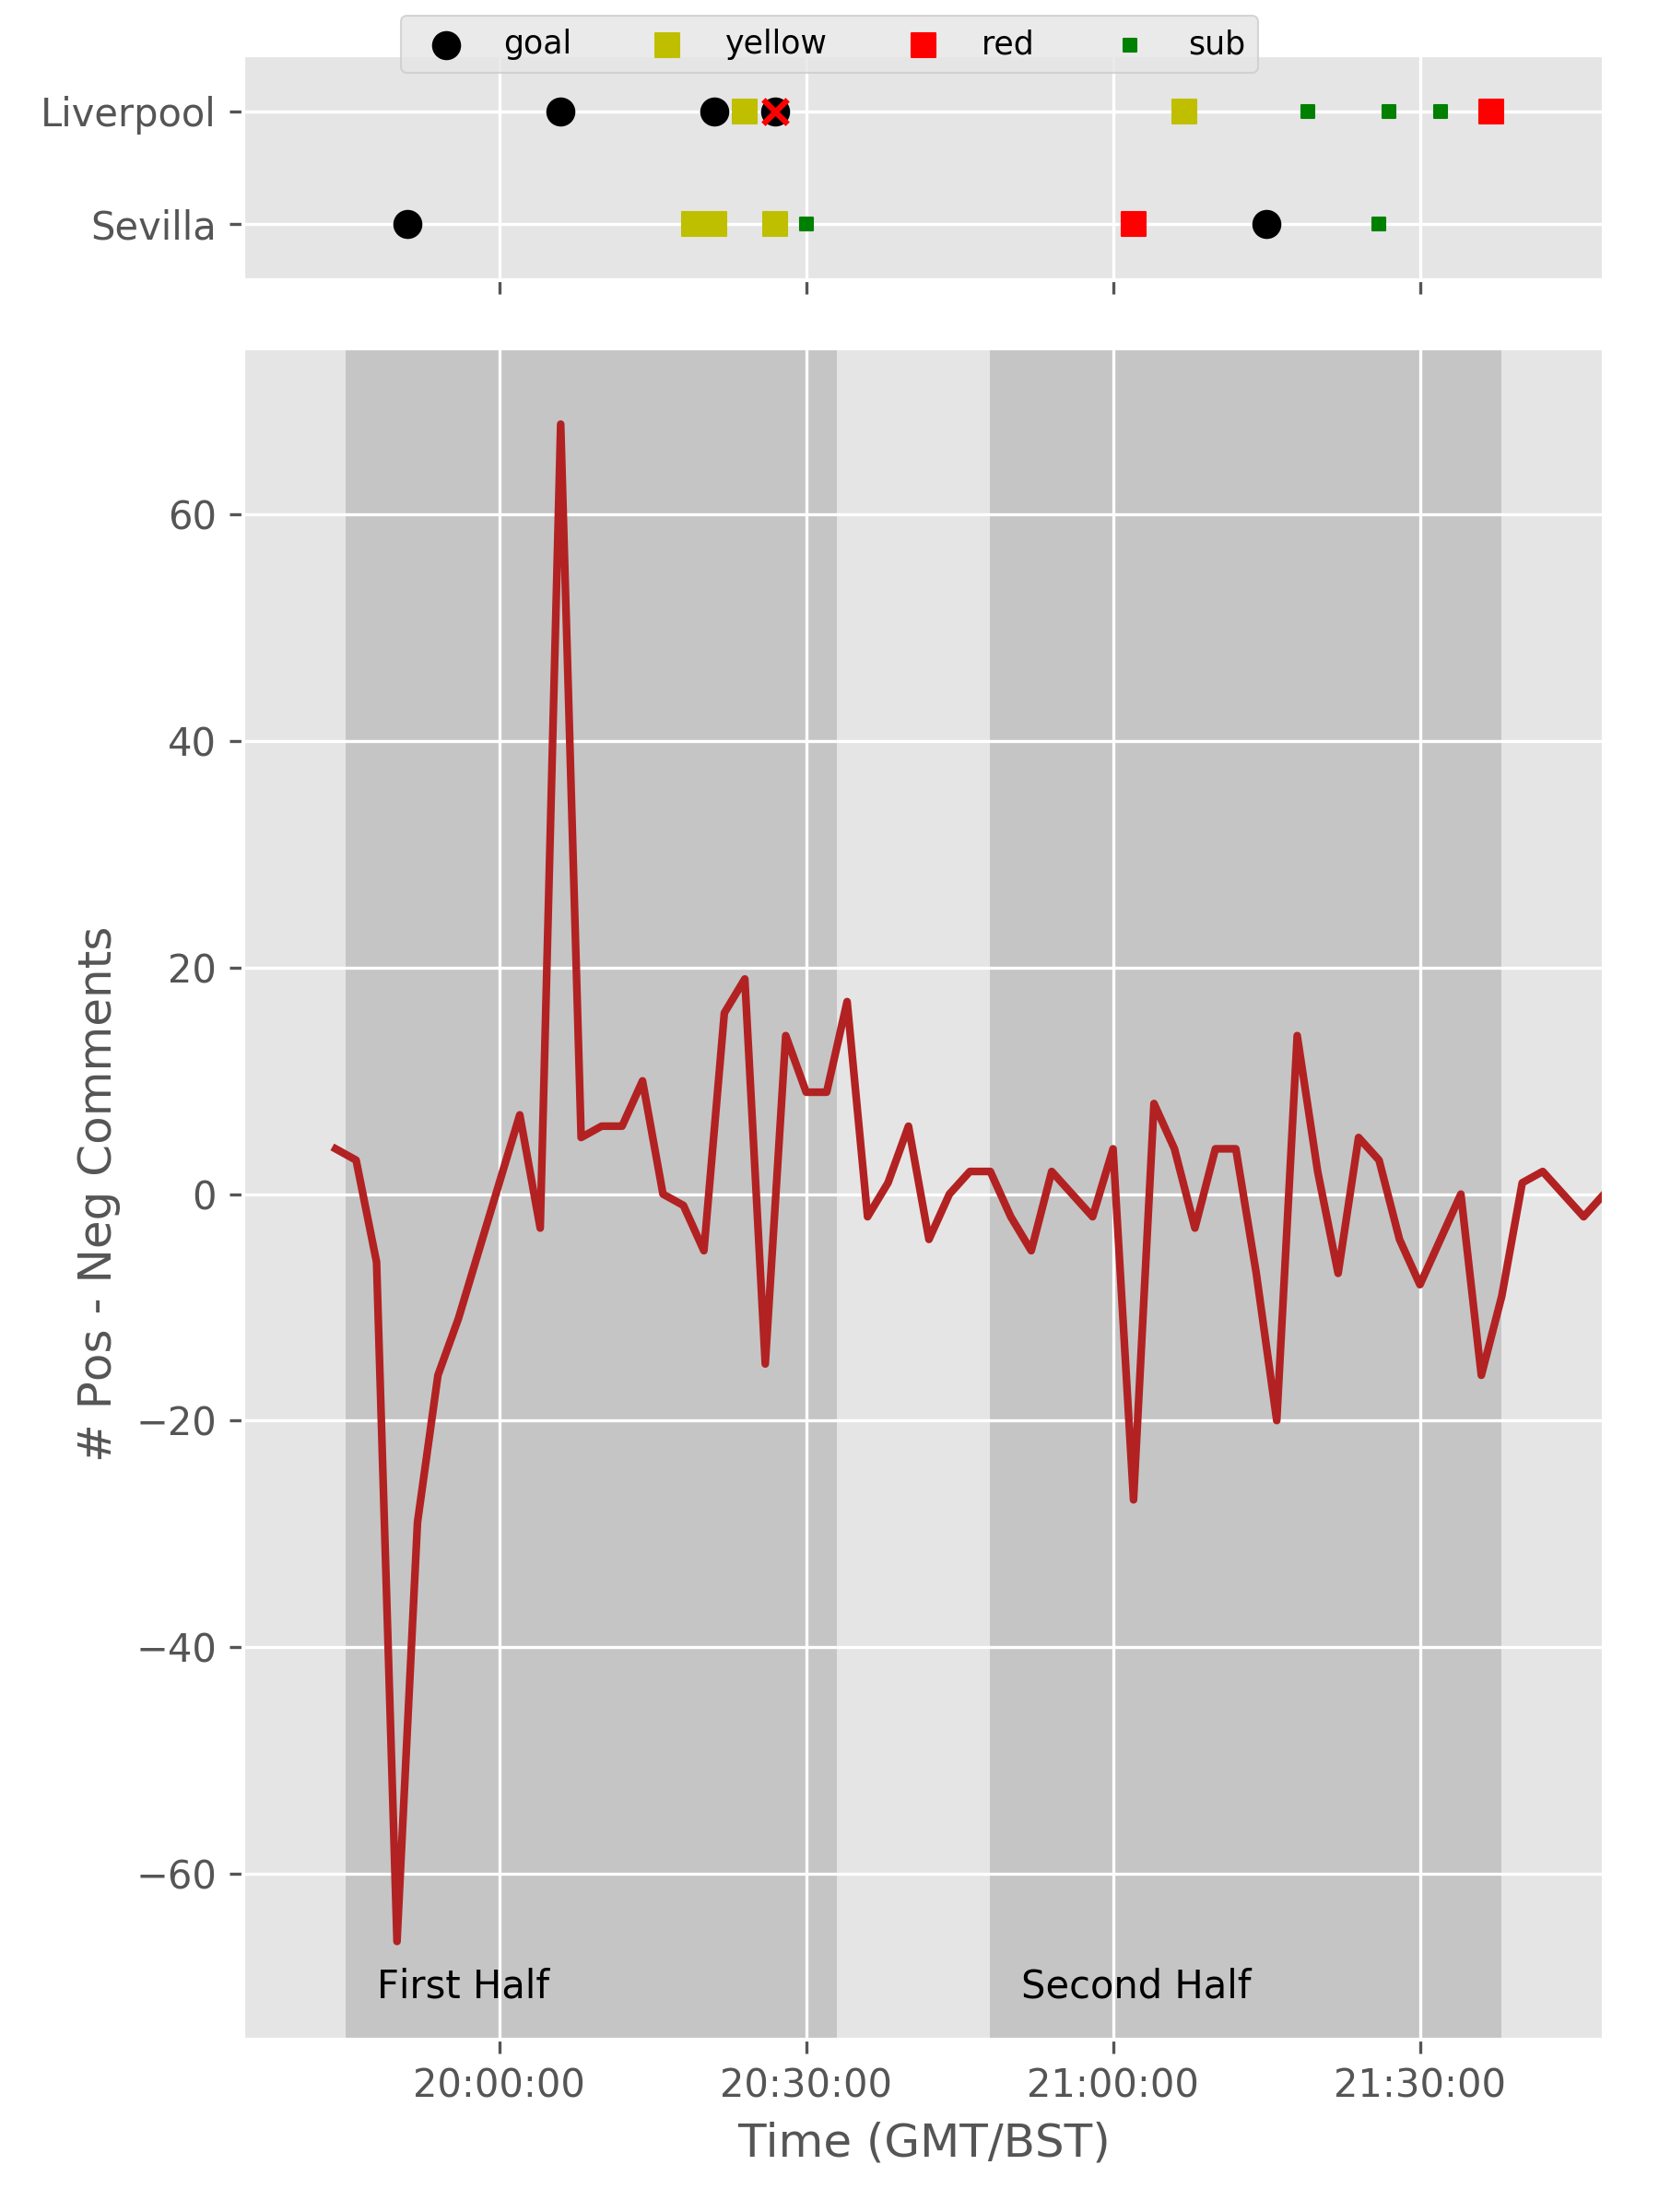 goal yellow red sub
Liverpool
Sevilla
60
40
20
0
−20
−40
−60
# Pos - Neg Comments
First Half Second Half
20:00:00 20:30:00 21:00:00 21:30:00
Time (GMT/BST)